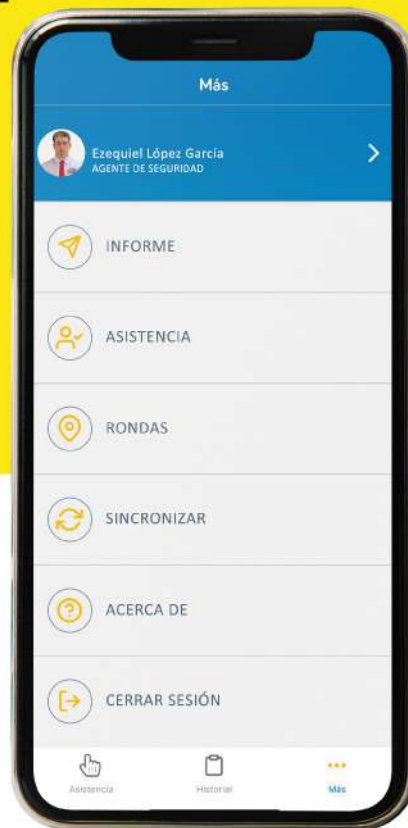 Más
Ezequiel López García
AGENTE DE SEGURIDAD
INFORME
ASISTENCIA
RONDAS
SINCRONIZAR
ACERCA DE
CERRAR SESIÓN
Asistencia
Historial
Más